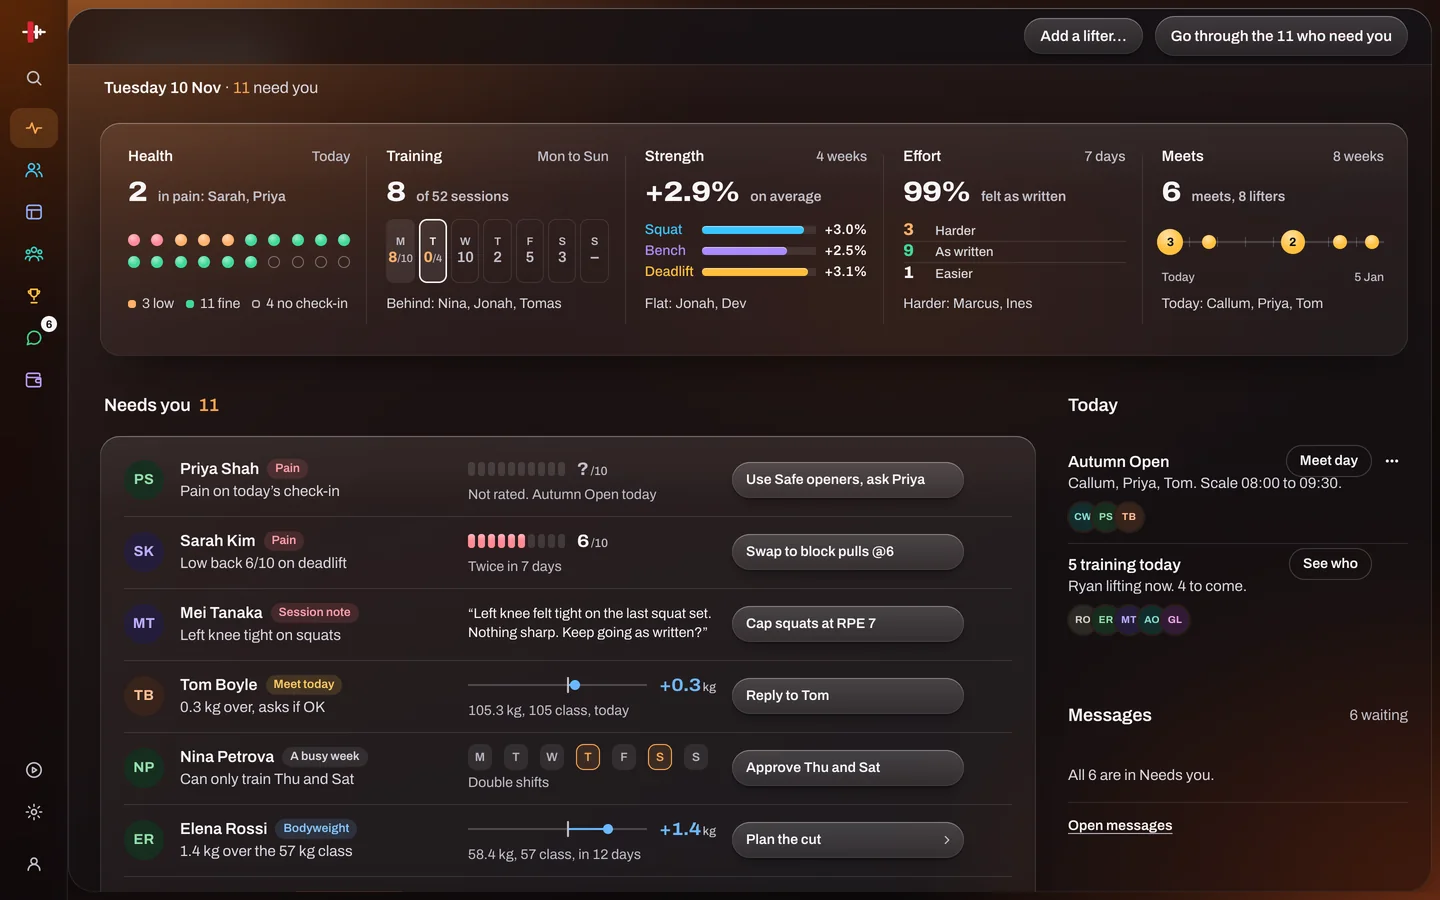 Add a lifter...
Go through the 11 who need you
Tuesday 10 Nov · 11 need you
6
Health
Today
2 in pain: Sarah, Priya
3 low
11 fine
4 no check-in
Training
Mon to Sun
8 of 52 sessions
M
8/10
T
0/4
W
10
T
2
F
5
S
3
S
–
Behind: Nina, Jonah, Tomas
Strength
4 weeks
+2.9% on average
Squat +3.0%
Bench +2.5%
Deadlift +3.1%
Flat: Jonah, Dev
Effort
7 days
99% felt as written
3 Harder
9 As written
1 Easier
Harder: Marcus, Ines
Meets
8 weeks
6 meets, 8 lifters
3
2
Today
5 Jan
Today: Callum, Priya, Tom
Needs you 11
PS
Priya Shah Pain
Pain on today’s check-in
?/10
Not rated. Autumn Open today
Use Safe openers, ask Priya
SK
Sarah Kim Pain
Low back 6/10 on deadlift
6/10
Twice in 7 days
Swap to block pulls @6
MT
Mei Tanaka Session note
Left knee tight on squats
“Left knee felt tight on the last squat set.
Nothing sharp. Keep going as written?”
Cap squats at RPE 7
TB
Tom Boyle Meet today
0.3 kg over, asks if OK
+0.3 kg
105.3 kg, 105 class, today
Reply to Tom
NP
Nina Petrova A busy week
Can only train Thu and Sat
M T W T F S S
Double shifts
Approve Thu and Sat
ER
Elena Rossi Bodyweight
1.4 kg over the 57 kg class
+1.4 kg
58.4 kg, 57 class, in 12 days
Plan the cut
Today
Autumn Open
Meet day
Callum, Priya, Tom. Scale 08:00 to 09:30.
CW PS TB
5 training today
See who
Ryan lifting now. 4 to come.
RO ER MT AO GL
Messages
6 waiting
All 6 are in Needs you.
Open messages